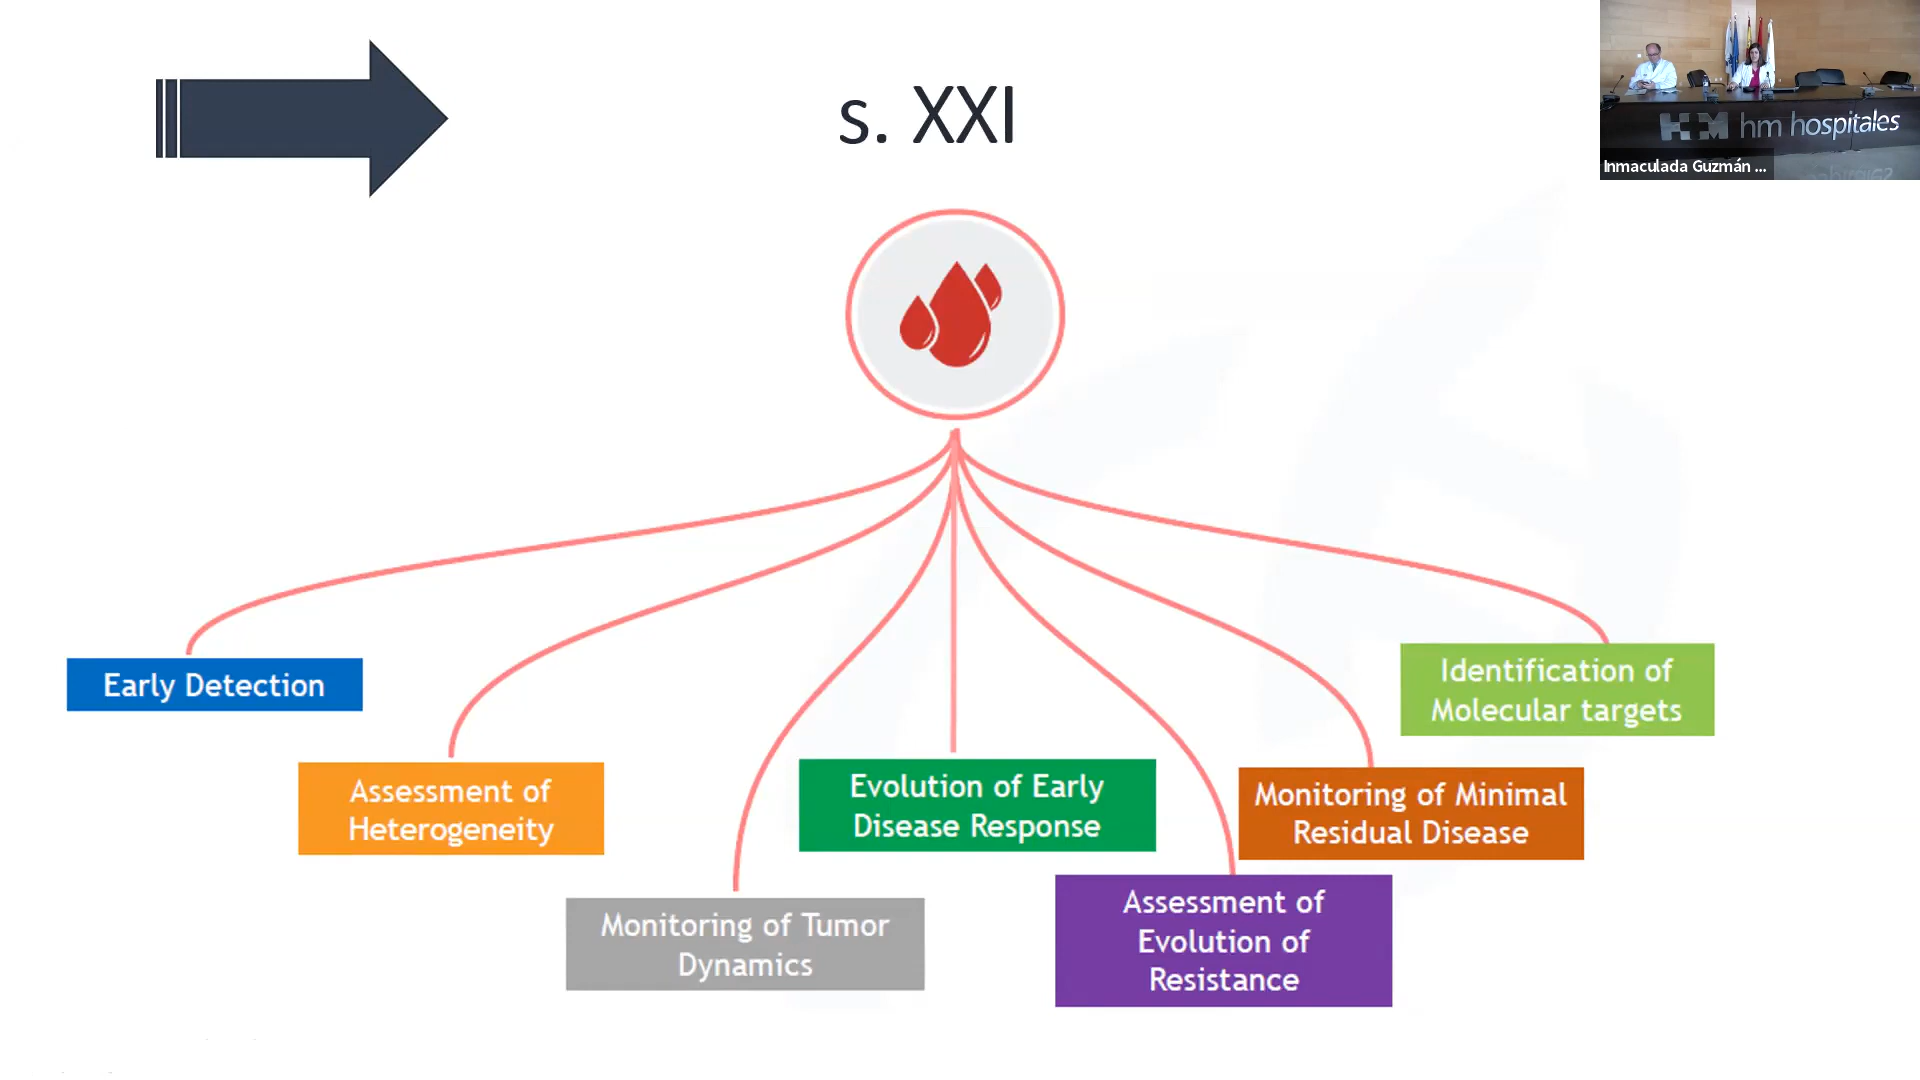 s. XXI
HM hm hospitales
Inmaculada Guzmán ...
Early Detection
Assessment of
Heterogeneity
Monitoring of Tumor
Dynamics
Evolution of Early
Disease Response
Assessment of
Evolution of
Resistance
Monitoring of Minimal
Residual Disease
Identification of
Molecular targets